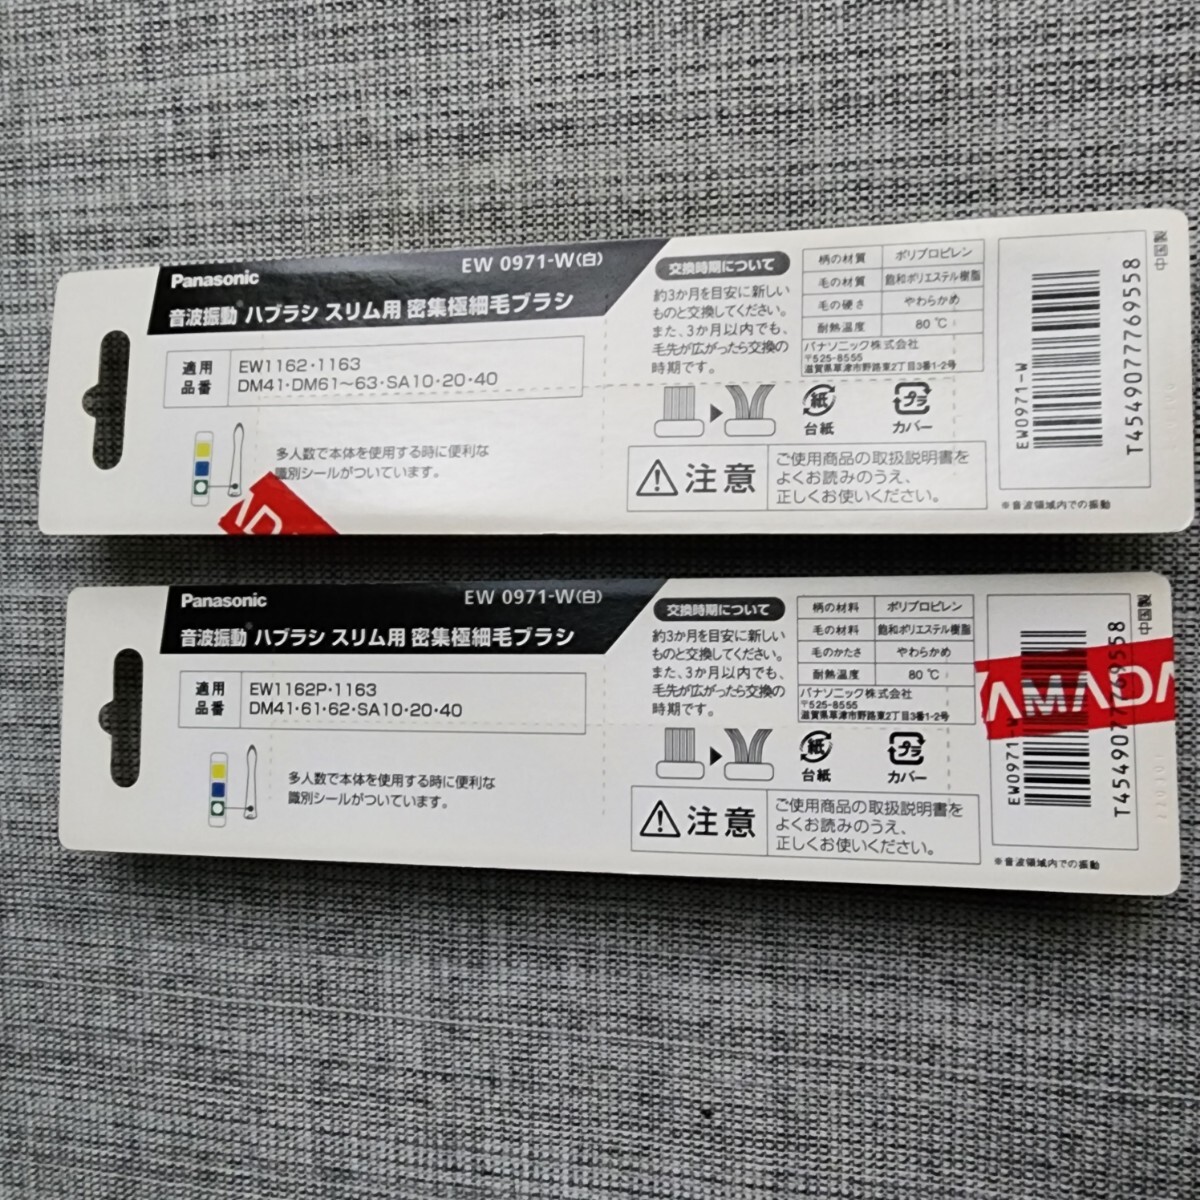 Panasonic
EW 0971-W(白)
音波振動※ハブラシ スリム用 密集極細毛ブラシ
適用品番
EW1162・1163
DM41・DM61～63・SA10・20・40
多人数で本体を使用する時に便利な
識別シールがついています。
交換時期について
約3か月を目安に新しい
ものと交換してください。
また、3か月以内でも、
毛先が広がったら交換の
時期です。
柄の材質 ポリプロピレン
毛の材質 飽和ポリエステル樹脂
毛の硬さ やわらかめ
耐熱温度 80℃
パナソニック株式会社
〒525-8555
滋賀県草津市野路東2丁目3番1-2号
紙
台紙
プラ
カバー
注意
ご使用商品の取扱説明書を
よくお読みのうえ、
正しくお使いください。
EW0971-W
T4549077769558
中国製
※音波領域内での振動
Panasonic
EW 0971-W(白)
音波振動※ハブラシ スリム用 密集極細毛ブラシ
適用品番
EW1162P・1163
DM41・61・62・SA10・20・40
多人数で本体を使用する時に便利な
識別シールがついています。
交換時期について
約3か月を目安に新しい
ものと交換してください。
また、3か月以内でも、
毛先が広がったら交換の
時期です。
柄の材料 ポリプロピレン
毛の材料 飽和ポリエステル樹脂
毛のかたさ やわらかめ
耐熱温度 80℃
パナソニック株式会社
〒525-8555
滋賀県草津市野路東2丁目3番1-2号
紙
台紙
プラ
カバー
注意
ご使用商品の取扱説明書を
よくお読みのうえ、
正しくお使いください。
YAMADA
EW0971-W
T4549077769558
中国製
※音波領域内での振動